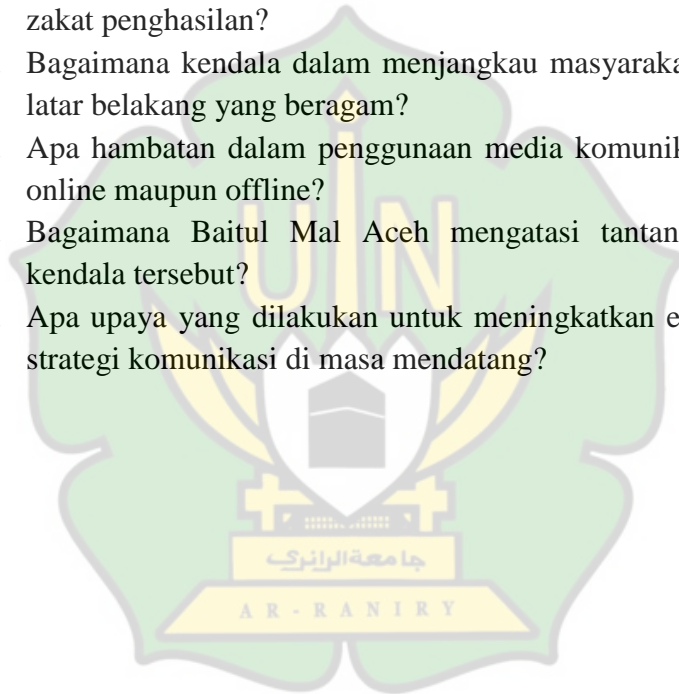 zakat penghasilan?
Bagaimana kendala dalam menjangkau masyaraka
latar belakang yang beragam?
Apa hambatan dalam penggunaan media komunik
online maupun offline?
Bagaimana Baitul Mal Aceh mengatasi tantan
kendala tersebut?
Apa upaya yang dilakukan untuk meningkatkan e
strategi komunikasi di masa mendatang?
UIN
جامعة الرانري
AR-RANIRY